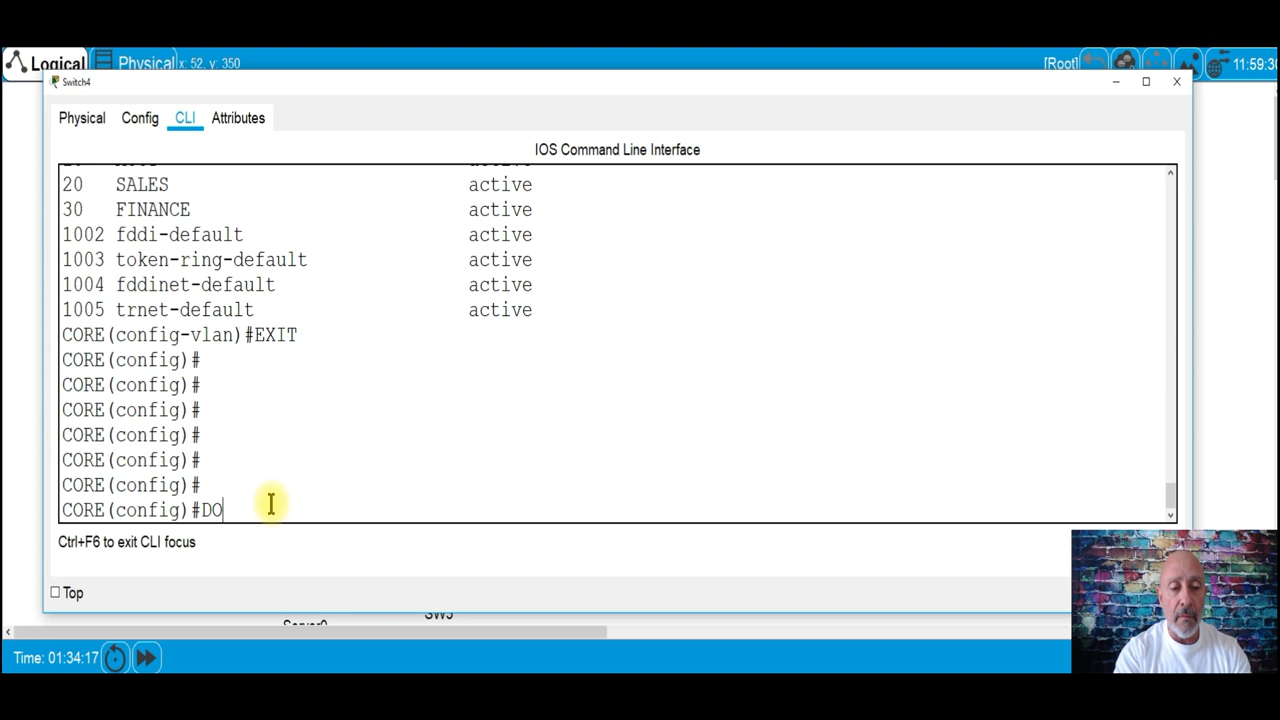 Logical Physical x: 52, y: 350 [Root] 11:59:30
Switch4
Physical Config CLI Attributes
IOS Command Line Interface
20 SALES active
30 FINANCE active
1002 fddi-default active
1003 token-ring-default active
1004 fddinet-default active
1005 trnet-default active
CORE(config-vlan)#EXIT
CORE(config)#
CORE(config)#
CORE(config)#
CORE(config)#
CORE(config)#
CORE(config)#
CORE(config)#DO
Ctrl+F6 to exit CLI focus
Top
Time: 01:34:17